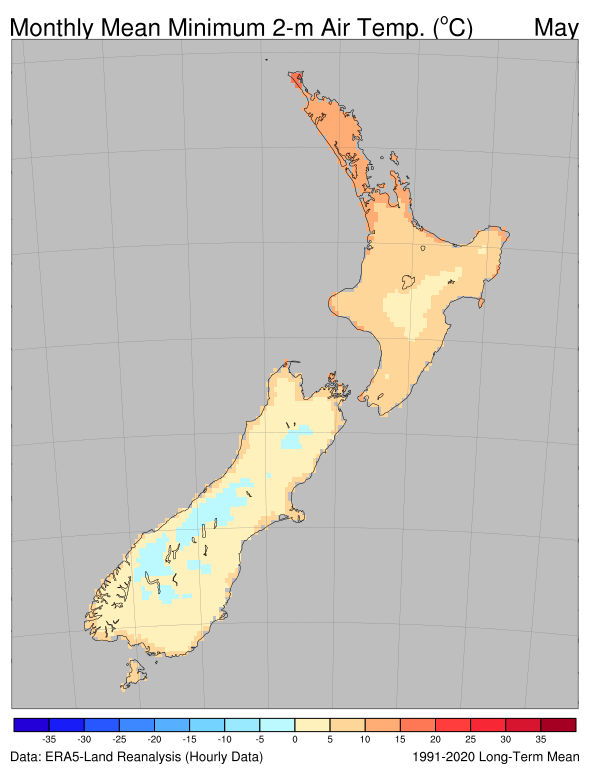 Monthly Mean Minimum 2-m Air Temp. (°C) May
-35 -30 -25 -20 -15 -10 -5 0 5 10 15 20 25 30 35
Data: ERA5-Land Reanalysis (Hourly Data) 1991-2020 Long-Term Mean